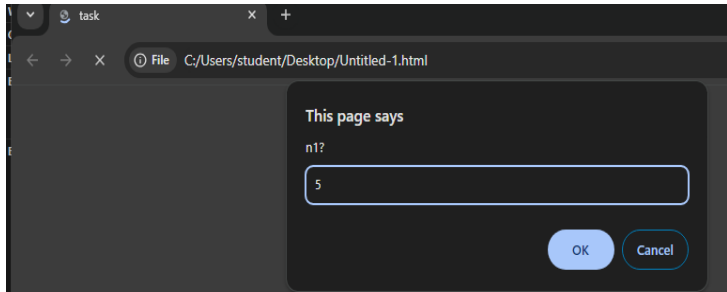 task
File C:/Users/student/Desktop/Untitled-1.html
This page says
n1?
5
OK Cancel